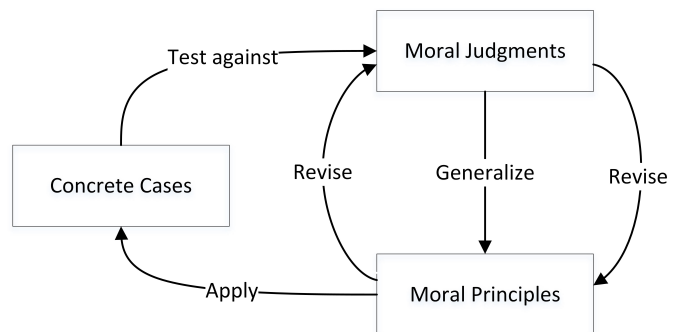 Moral Judgments
Test against
Concrete Cases
Revise
Generalize
Revise
Apply
Moral Principles